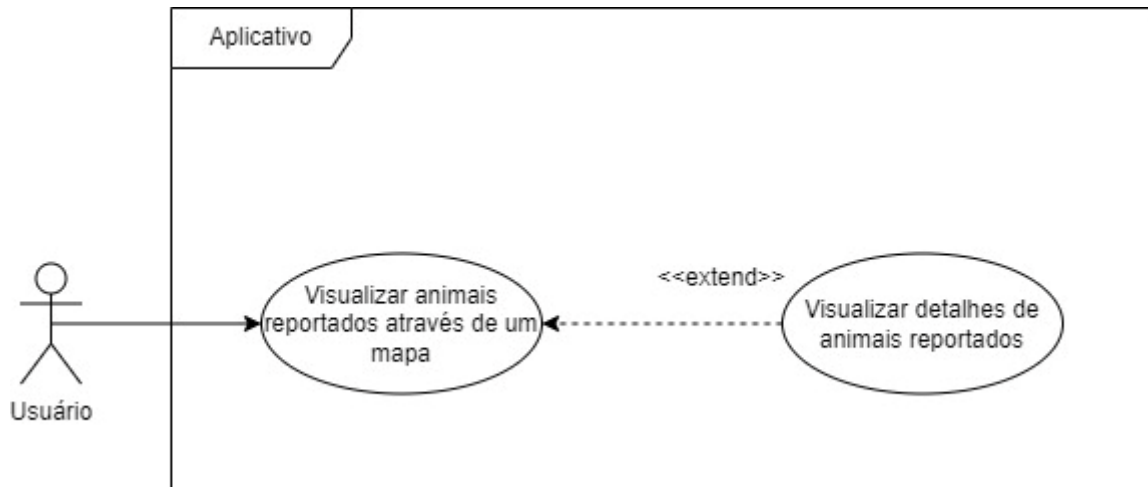 Aplicativo
Visualizar animais
reportados através de um
mapa
<<extend>>
Visualizar detalhes de
animais reportados
Usuário